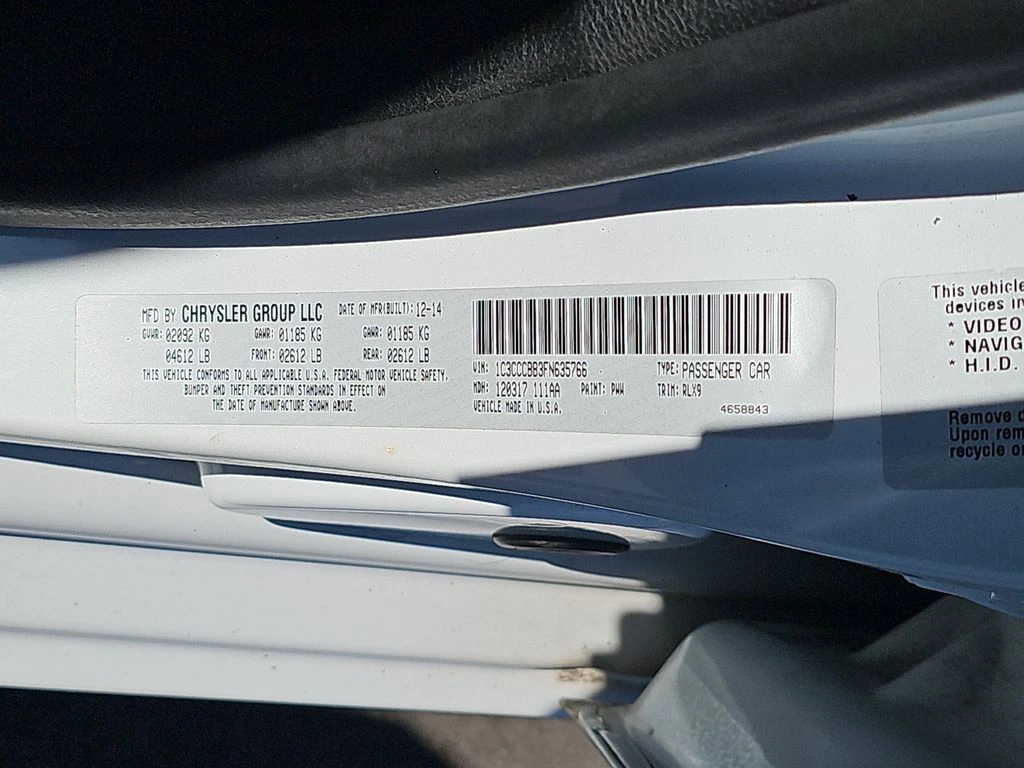 MFD BY CHRYSLER GROUP LLC DATE OF MFR(BUILT): 12-14
GVWR: 02092 KG GAWR: 01185 KG GAWR: 01185 KG
04612 LB FRONT: 02612 LB REAR: 02612 LB
THIS VEHICLE CONFORMS TO ALL APPLICABLE U.S.A. FEDERAL MOTOR VEHICLE SAFETY,
BUMPER AND THEFT PREVENTION STANDARDS IN EFFECT ON
THE DATE OF MANUFACTURE SHOWN ABOVE.
VIN: 1C3CCCBB3FN635766 TYPE: PASSENGER CAR
MDH: 120317 111AA PAINT: PWW TRIM: RLX9
VEHICLE MADE IN U.S.A. 4658843
This vehicle
devices in
* VIDEO
* NAVIG
* H.I.D.
Remove
Upon rem
recycle or